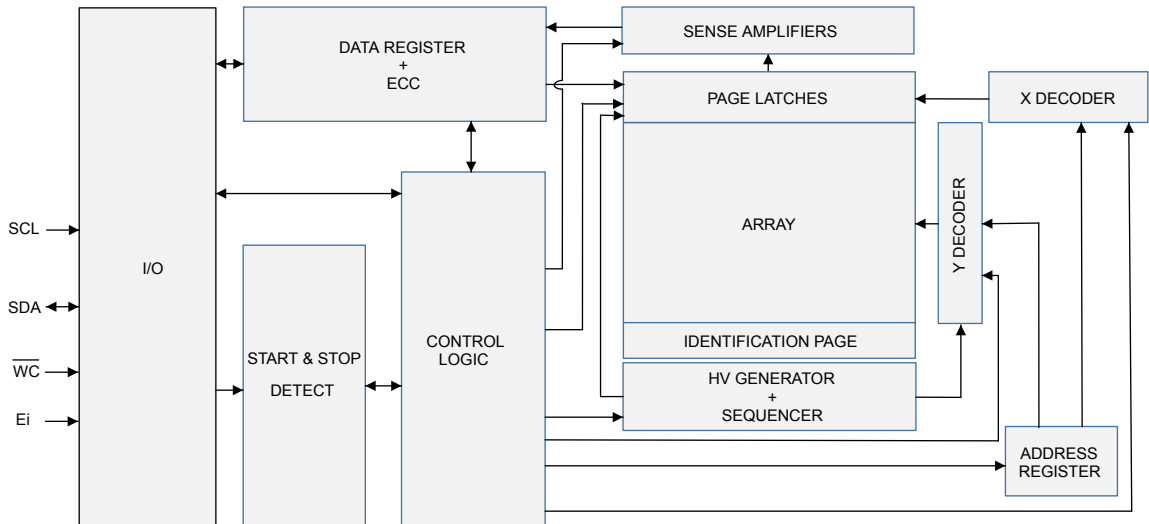 DATA REGISTER
+
ECC
SENSE AMPLIFIERS
PAGE LATCHES
X DECODER
ARRAY
Y DECODER
IDENTIFICATION PAGE
HV GENERATOR
+
SEQUENCER
ADDRESS
REGISTER
CONTROL
LOGIC
START & STOP
DETECT
I/O
SCL
SDA
W̅C̅
Ei